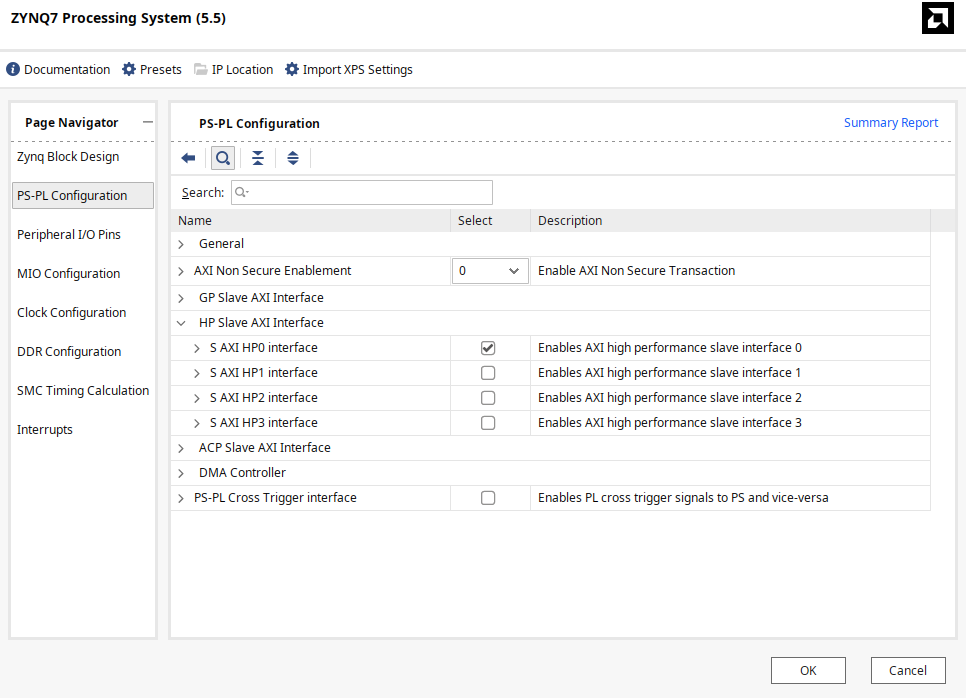 ZYNQ7 Processing System (5.5)
Documentation Presets IP Location Import XPS Settings
Page Navigator
Zynq Block Design
PS-PL Configuration
Peripheral I/O Pins
MIO Configuration
Clock Configuration
DDR Configuration
SMC Timing Calculation
Interrupts
PS-PL Configuration Summary Report
Search:
Name Select Description
General
AXI Non Secure Enablement 0 Enable AXI Non Secure Transaction
GP Slave AXI Interface
HP Slave AXI Interface
S AXI HP0 interface Enables AXI high performance slave interface 0
S AXI HP1 interface Enables AXI high performance slave interface 1
S AXI HP2 interface Enables AXI high performance slave interface 2
S AXI HP3 interface Enables AXI high performance slave interface 3
ACP Slave AXI Interface
DMA Controller
PS-PL Cross Trigger interface Enables PL cross trigger signals to PS and vice-versa
OK Cancel